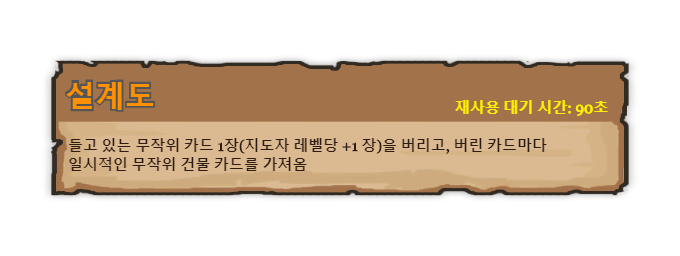 설계도
재사용 대기 시간: 90초
들고 있는 무작위 카드 1장(지도자 레벨당 +1 장)을 버리고, 버린 카드마다
일시적인 무작위 건물 카드를 가져옴